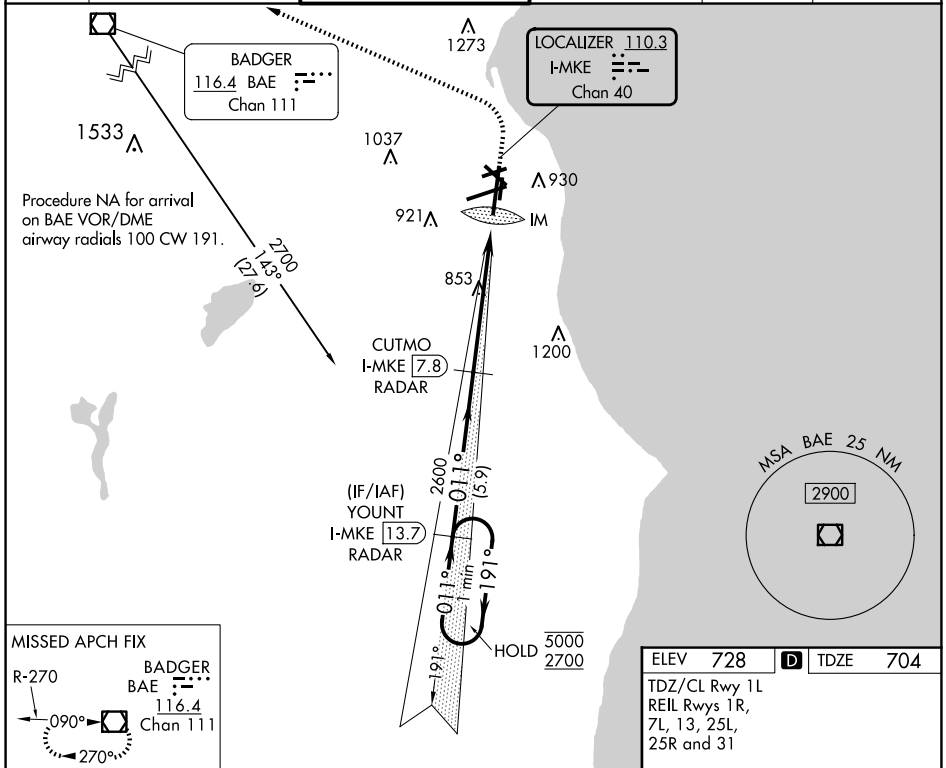 1273
BADGER
116.4 BAE
Chan 111
LOCALIZER 110.3
I-MKE
Chan 40
1533
1037
930
921
IM
Procedure NA for arrival
on BAE VOR/DME
airway radials 100 CW 191.
2700
143°
(27.6)
853
1200
CUTMO
I-MKE 7.8
RADAR
2600
011°
(5.9)
(IF/IAF)
YOUNT
I-MKE 13.7
RADAR
011°
1 min
191°
191°
HOLD 5000
2700
MSA BAE 25 NM
2900
MISSED APCH FIX
R-270
BADGER
BAE
116.4
Chan 111
090°
270°
ELEV 728 D TDZE 704
TDZ/CL Rwy 1L
REIL Rwys 1R,
7L, 13, 25L,
25R and 31